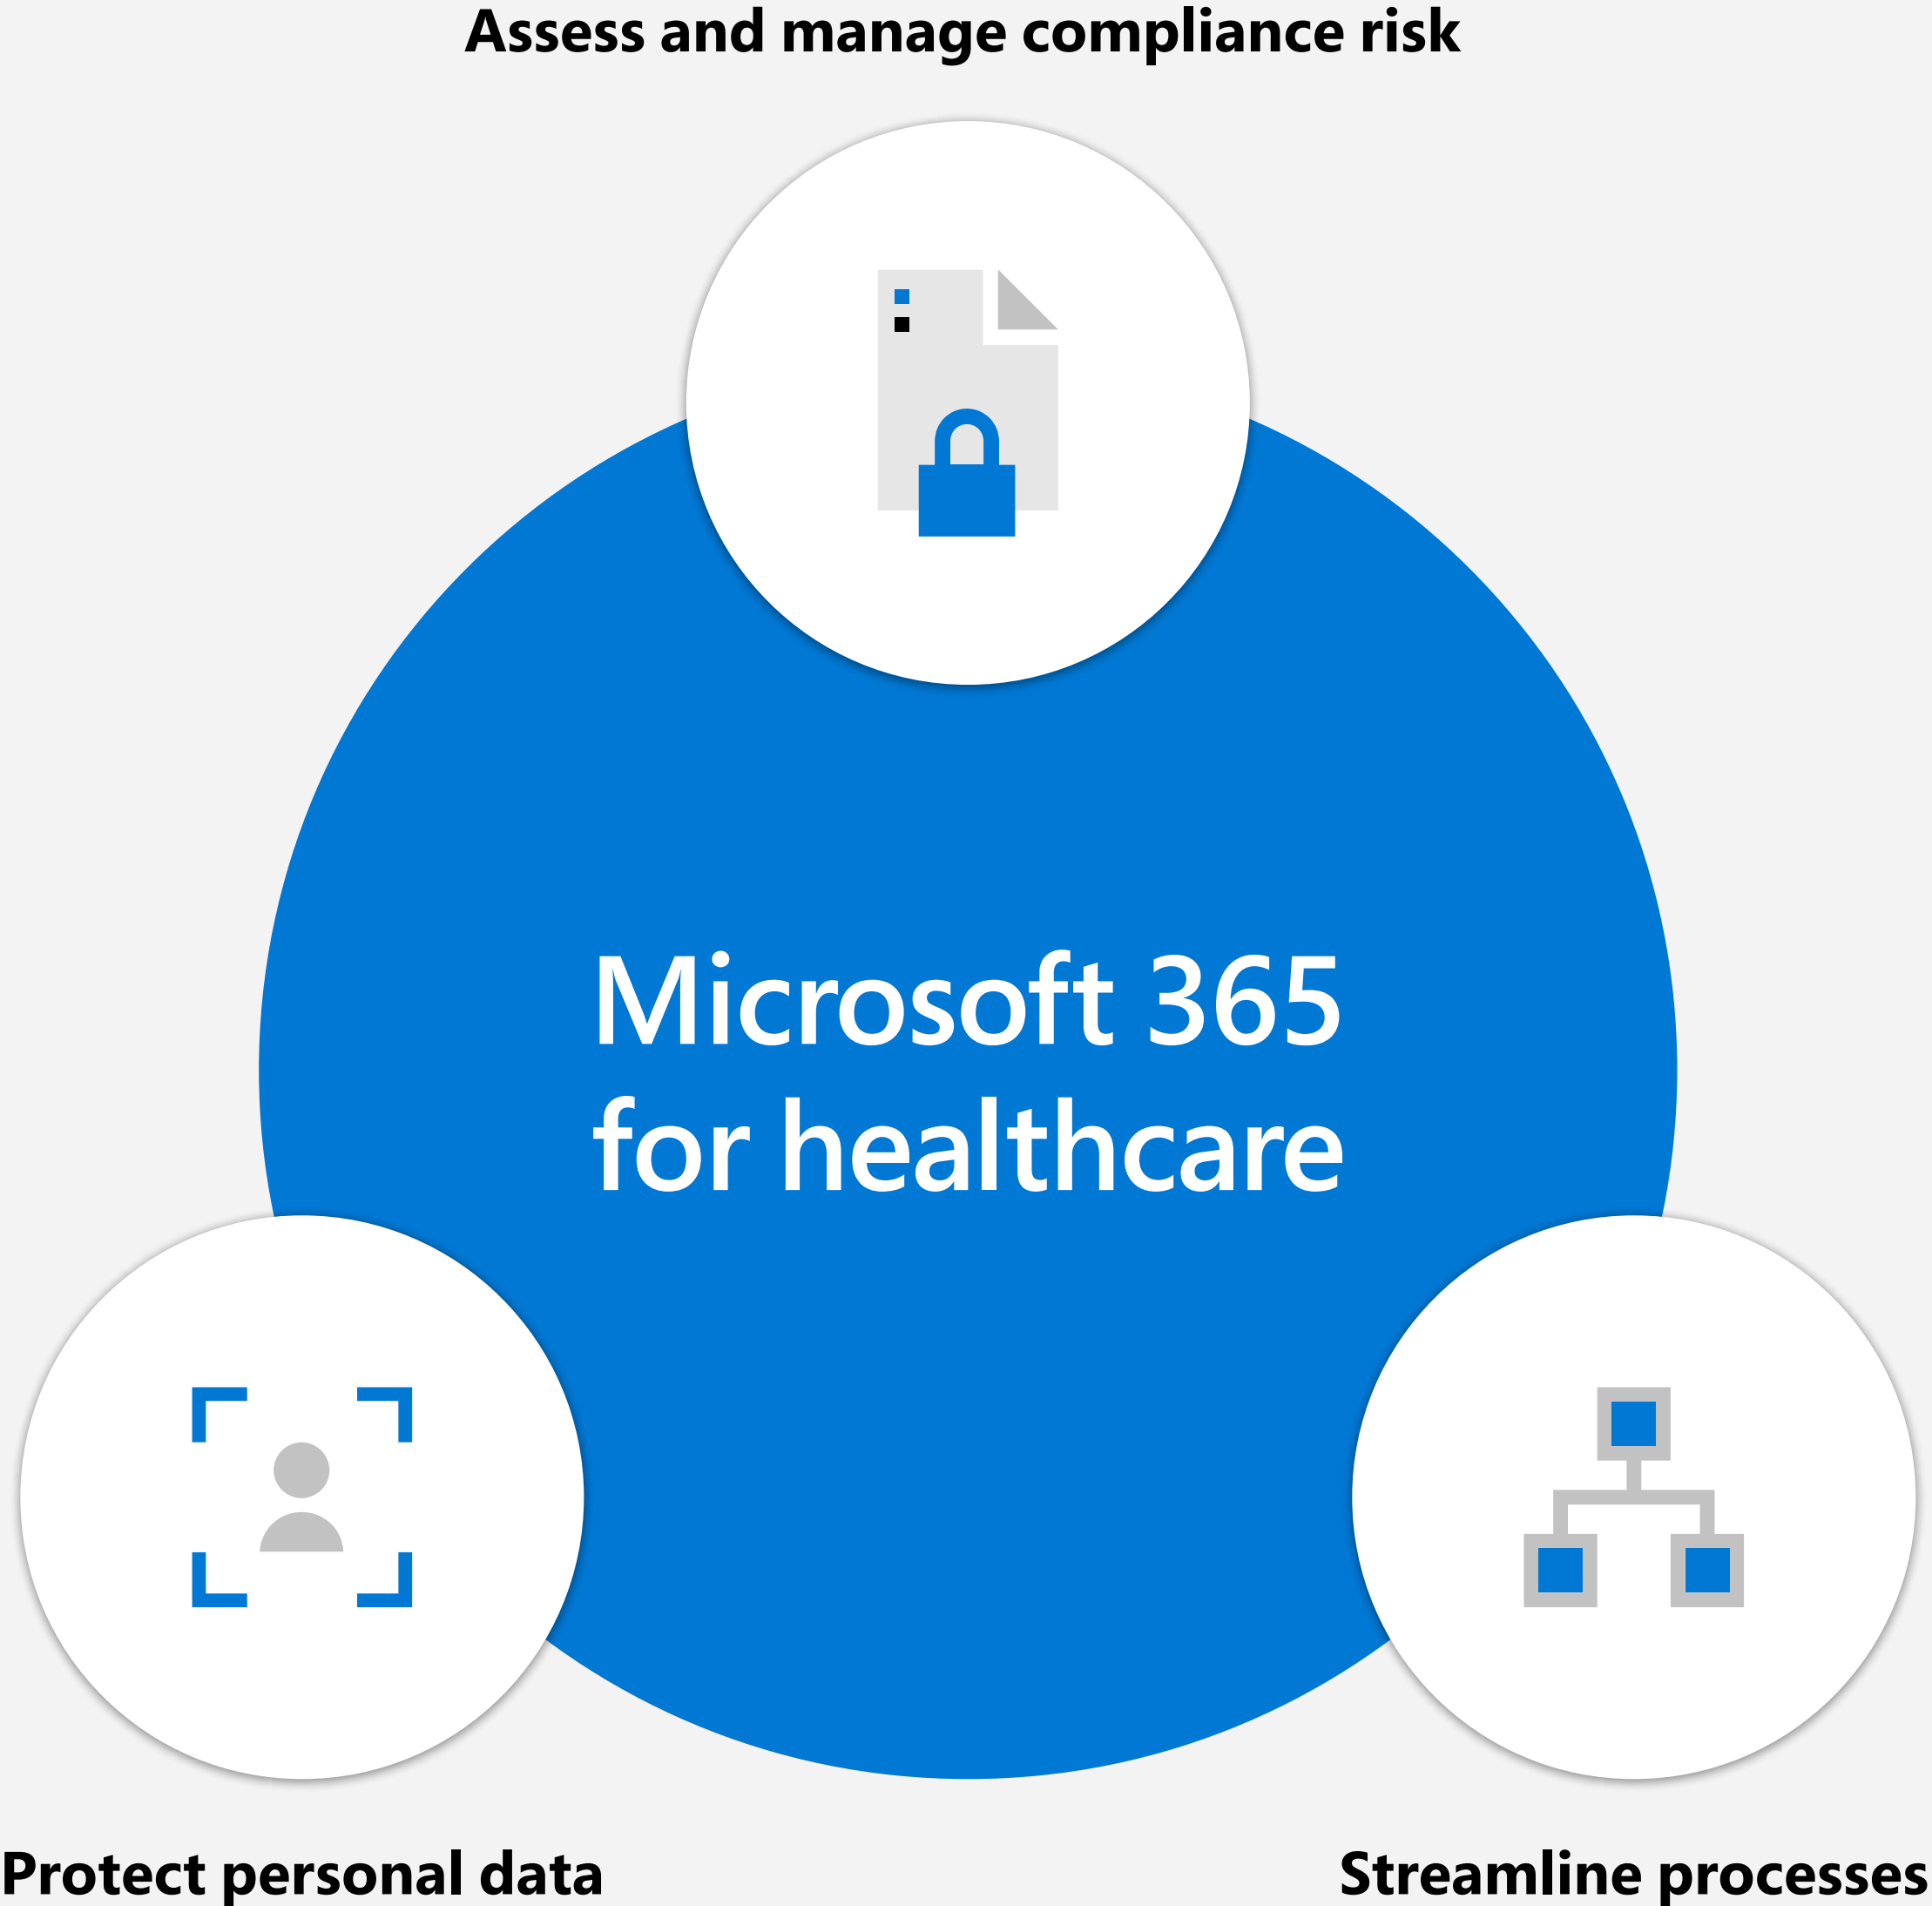 Assess and manage compliance risk
Microsoft 365
for healthcare
Protect personal data
Streamline processes